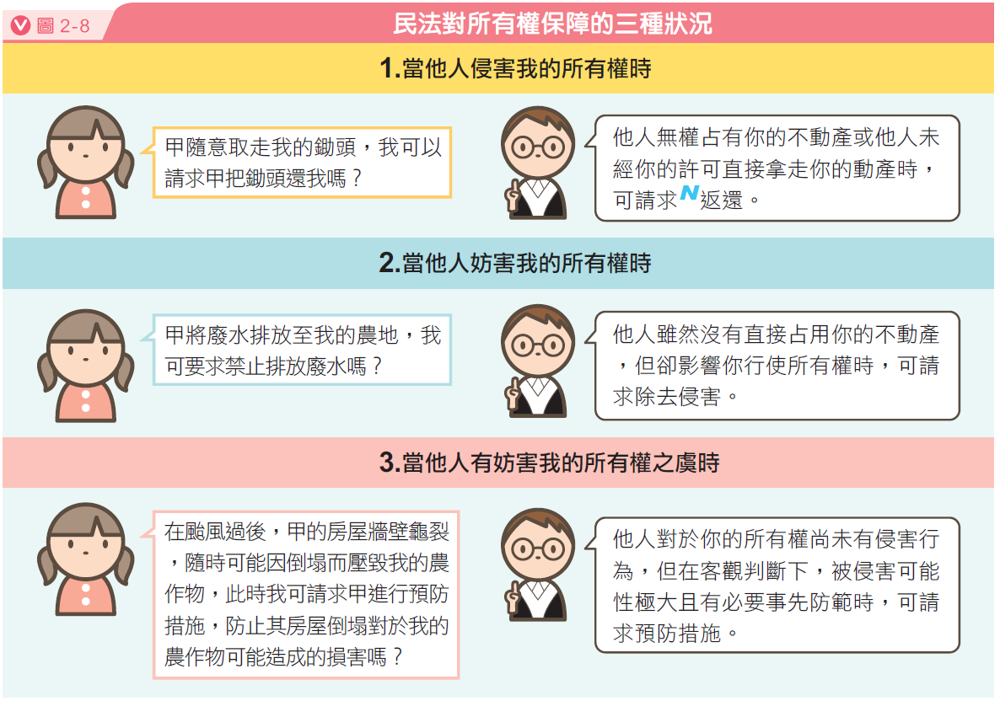 圖 2-8
民法對所有權保障的三種狀況
1.當他人侵害我的所有權時
甲隨意取走我的鋤頭，我可以
請求甲把鋤頭還我嗎？
他人無權占有你的不動產或他人未
經你的許可直接拿走你的動產時，
可請求N返還。
2.當他人妨害我的所有權時
甲將廢水排放至我的農地，我
可要求禁止排放廢水嗎？
他人雖然沒有直接占用你的不動產
，但卻影響你行使所有權時，可請
求除去侵害。
3.當他人有妨害我的所有權之虞時
在颱風過後，甲的房屋牆壁龜裂
，隨時可能因倒塌而壓毀我的農
作物，此時我可請求甲進行預防
措施，防止其房屋倒塌對於我的
農作物可能造成的損害嗎？
他人對於你的所有權尚未有侵害行
為，但在客觀判斷下，被侵害可能
性極大且有必要事先防範時，可請
求預防措施。